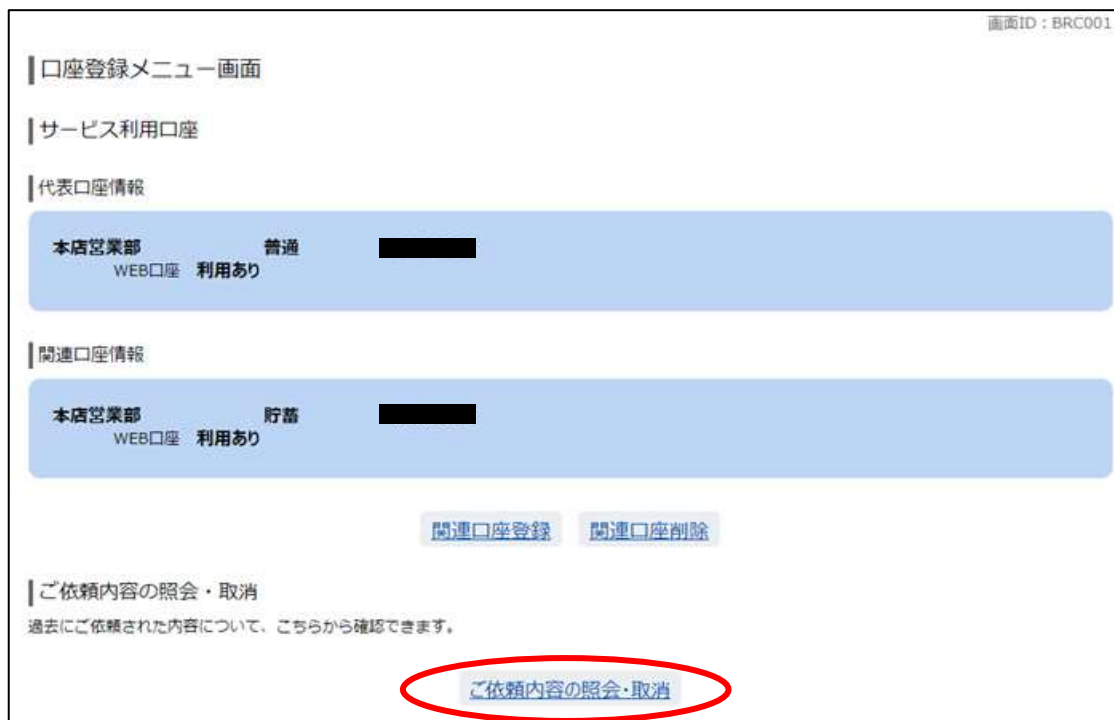 画面ID：BRC001
口座登録メニュー画面
サービス利用口座
代表口座情報
本店営業部 普通
WEB口座 利用あり
関連口座情報
本店営業部 貯蓄
WEB口座 利用あり
関連口座登録 関連口座削除
ご依頼内容の照会・取消
過去にご依頼された内容について、こちらから確認できます。
ご依頼内容の照会・取消